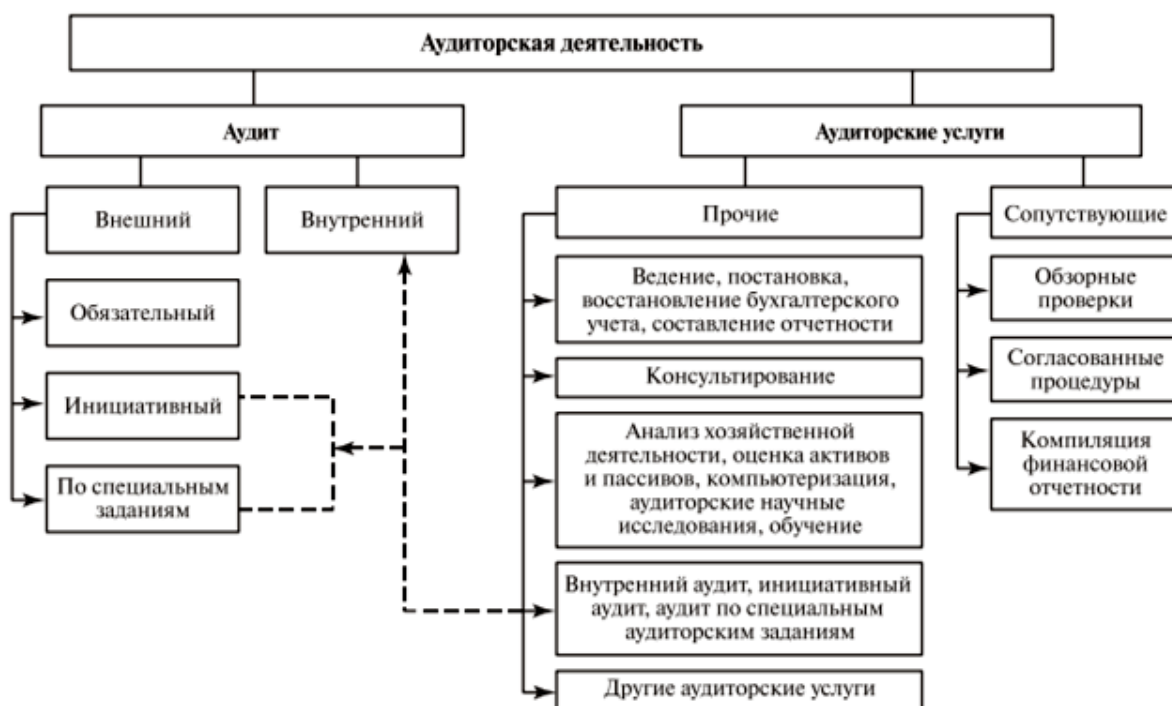 Аудиторская деятельность
Аудит
Аудиторские услуги
Внешний
Внутренний
Прочие
Сопутствующие
Обязательный
Инициативный
По специальным
заданиям
Ведение, постановка,
восстановление бухгалтерского
учета, составление отчетности
Консультирование
Анализ хозяйственной
деятельности, оценка активов
и пассивов, компьютеризация,
аудиторские научные
исследования, обучение
Внутренний аудит, инициативный
аудит, аудит по специальным
аудиторским заданиям
Другие аудиторские услуги
Обзорные
проверки
Согласованные
процедуры
Компиляция
финансовой
отчетности